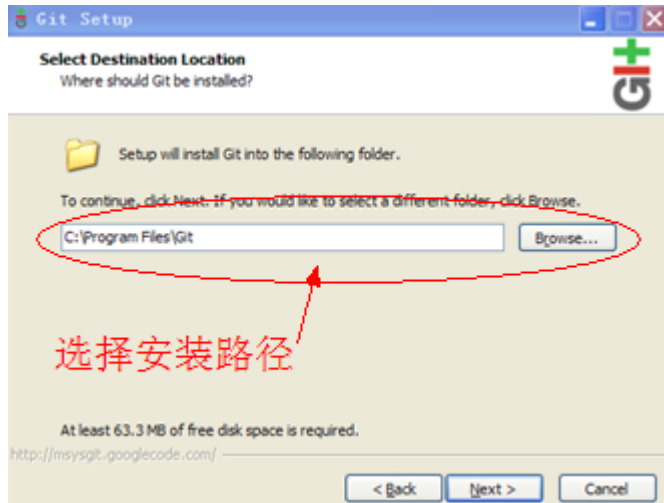 Git Setup
Select Destination Location
Where should Git be installed?
Git
Setup will install Git into the following folder.
To continue, click Next. If you would like to select a different folder, click Browse.
C:\Program Files\Git
Browse...
选择安装路径
At least 63.3 MB of free disk space is required.
http://msysgit.googlecode.com/
< Back
Next >
Cancel